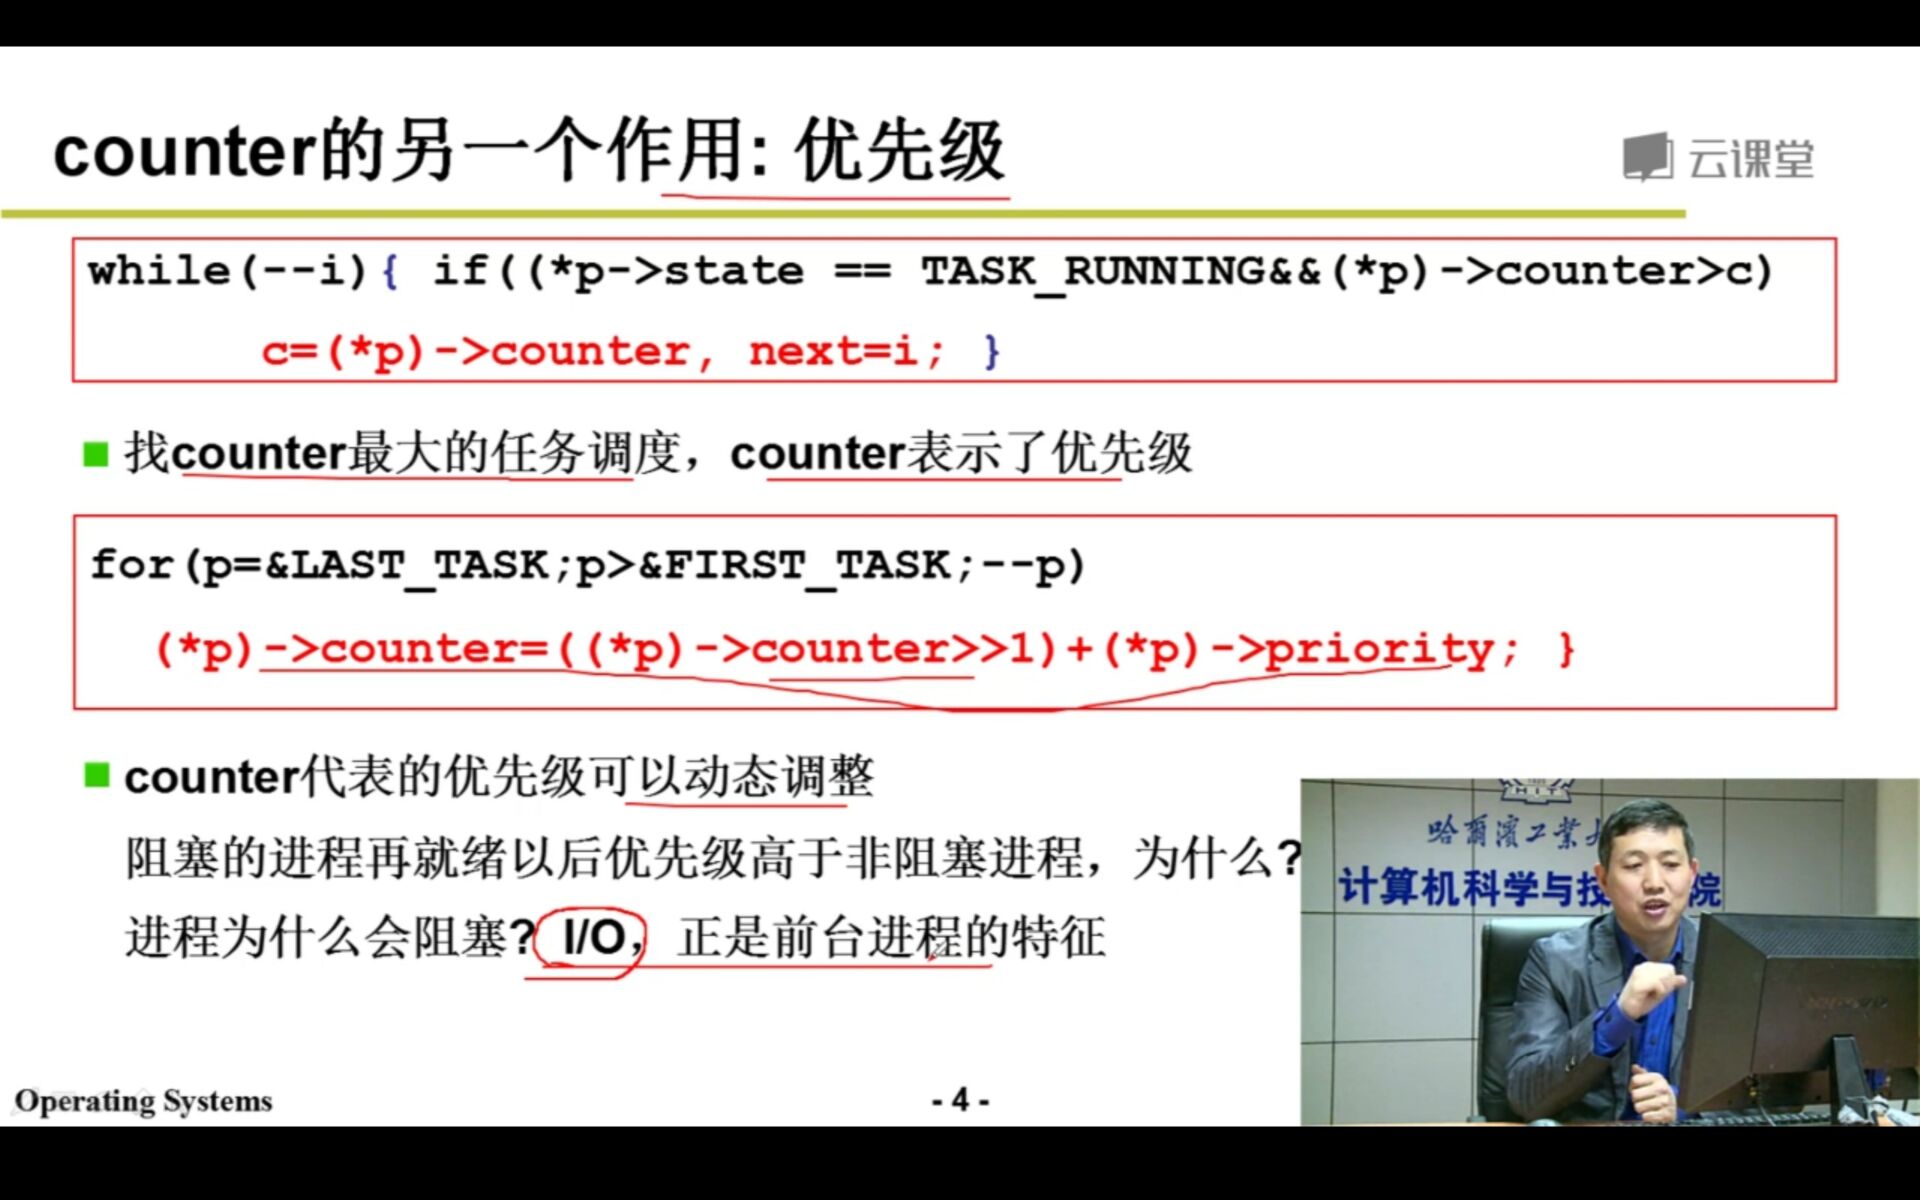 counter的另一个作用: 优先级
云课堂
while(--i){ if((*p->state == TASK_RUNNING&&(*p)->counter>c)
c=(*p)->counter, next=i; }
找counter最大的任务调度，counter表示了优先级
for(p=&LAST_TASK;p>&FIRST_TASK;--p)
(*p)->counter=((*p)->counter>>1)+(*p)->priority; }
counter代表的优先级可以动态调整
阻塞的进程再就绪以后优先级高于非阻塞进程，为什么?
进程为什么会阻塞? I/O，正是前台进程的特征
哈爾濱工業
计算机科学与技 院
Operating Systems
- 4 -